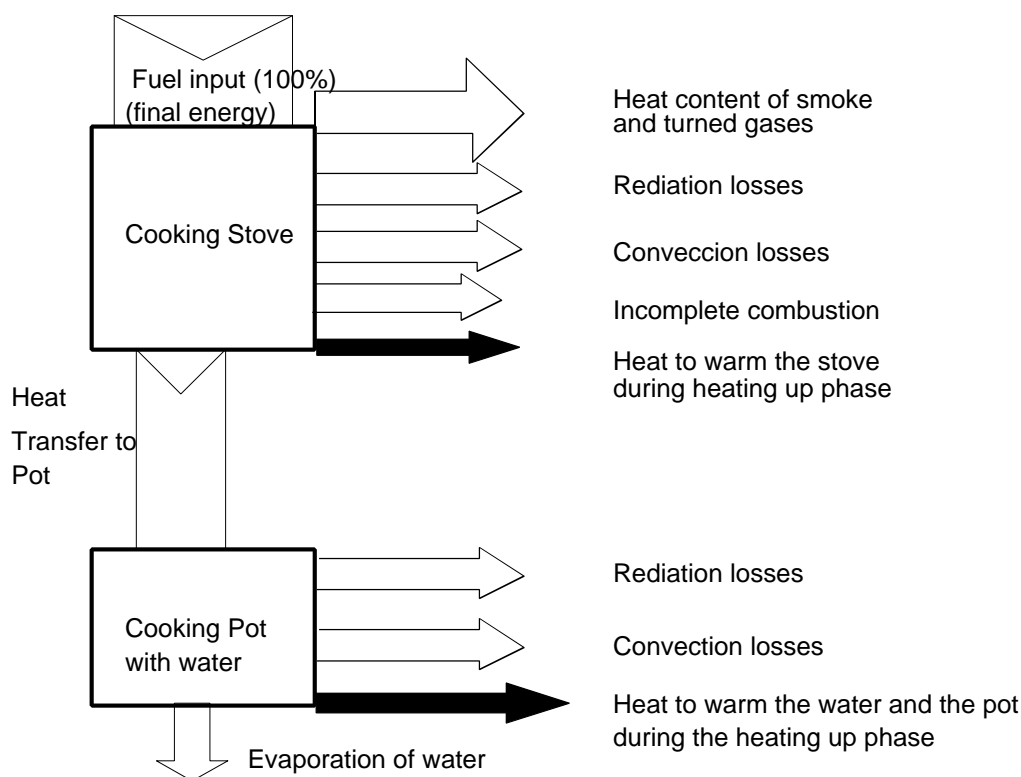 Fuel input (100%)
(final energy)
Heat content of smoke
and turned gases
Rediation losses
Cooking Stove
Conveccion losses
Incomplete combustion
Heat to warm the stove
during heating up phase
Heat
Transfer to
Pot
Rediation losses
Cooking Pot
with water
Convection losses
Heat to warm the water and the pot
during the heating up phase
Evaporation of water